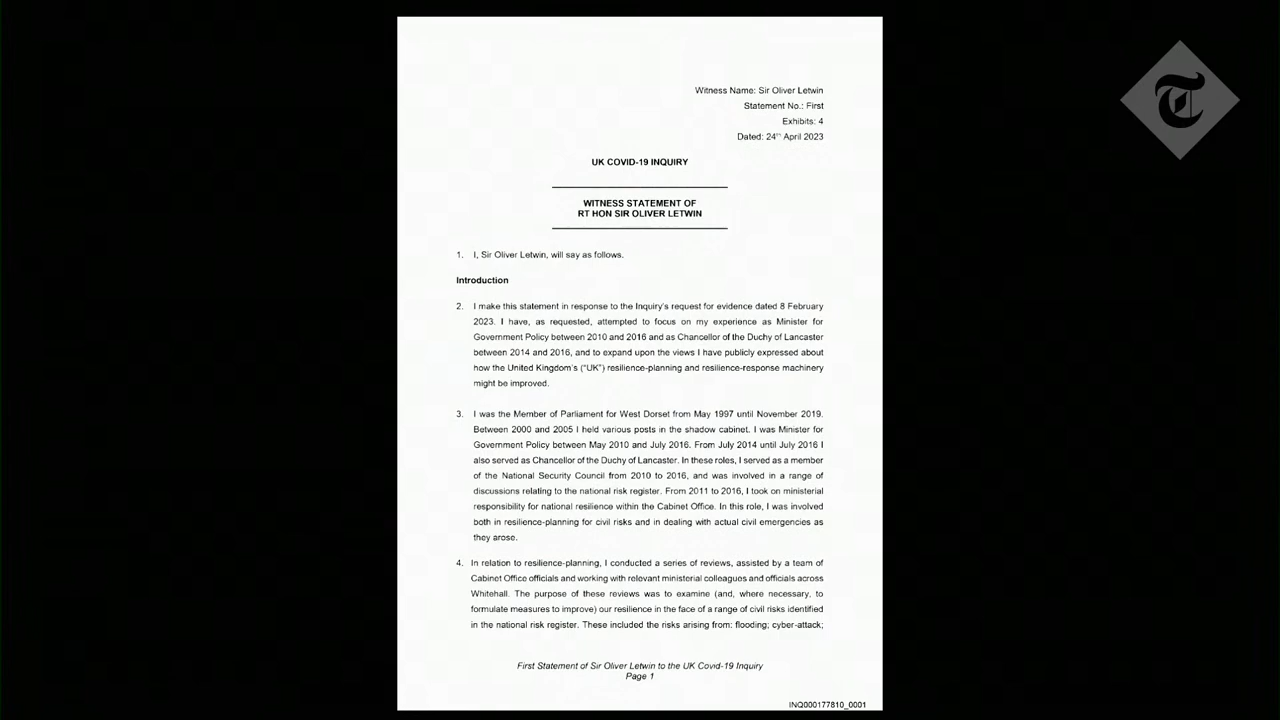 Witness Name: Sir Oliver Letwin
Statement No.: First
Exhibits: 4
Dated: 24th April 2023
UK COVID-19 INQUIRY
WITNESS STATEMENT OF
RT HON SIR OLIVER LETWIN
1. I, Sir Oliver Letwin, will say as follows.
Introduction
2. I make this statement in response to the Inquiry's request for evidence dated 8 February
2023. I have, as requested, attempted to focus on my experience as Minister for
Government Policy between 2010 and 2016 and as Chancellor of the Duchy of Lancaster
between 2014 and 2016, and to expand upon the views I have publicly expressed about
how the United Kingdom's ("UK") resilience-planning and resilience-response machinery
might be improved.
3. I was the Member of Parliament for West Dorset from May 1997 until November 2019.
Between 2000 and 2005 I held various posts in the shadow cabinet. I was Minister for
Government Policy between May 2010 and July 2016. From July 2014 until July 2016 I
also served as Chancellor of the Duchy of Lancaster. In these roles, I served as a member
of the National Security Council from 2010 to 2016, and was involved in a range of
discussions relating to the national risk register. From 2011 to 2016, I took on ministerial
responsibility for national resilience within the Cabinet Office. In this role, I was involved
both in resilience-planning for civil risks and in dealing with actual civil emergencies as
they arose.
4. In relation to resilience-planning, I conducted a series of reviews, assisted by a team of
Cabinet Office officials and working with relevant ministerial colleagues and officials across
Whitehall. The purpose of these reviews was to examine (and, where necessary, to
formulate measures to improve) our resilience in the face of a range of civil risks identified
in the national risk register. These included the risks arising from: flooding; cyber-attack;
First Statement of Sir Oliver Letwin to the UK Covid-19 Inquiry
Page 1
INQ000177810_0001
T